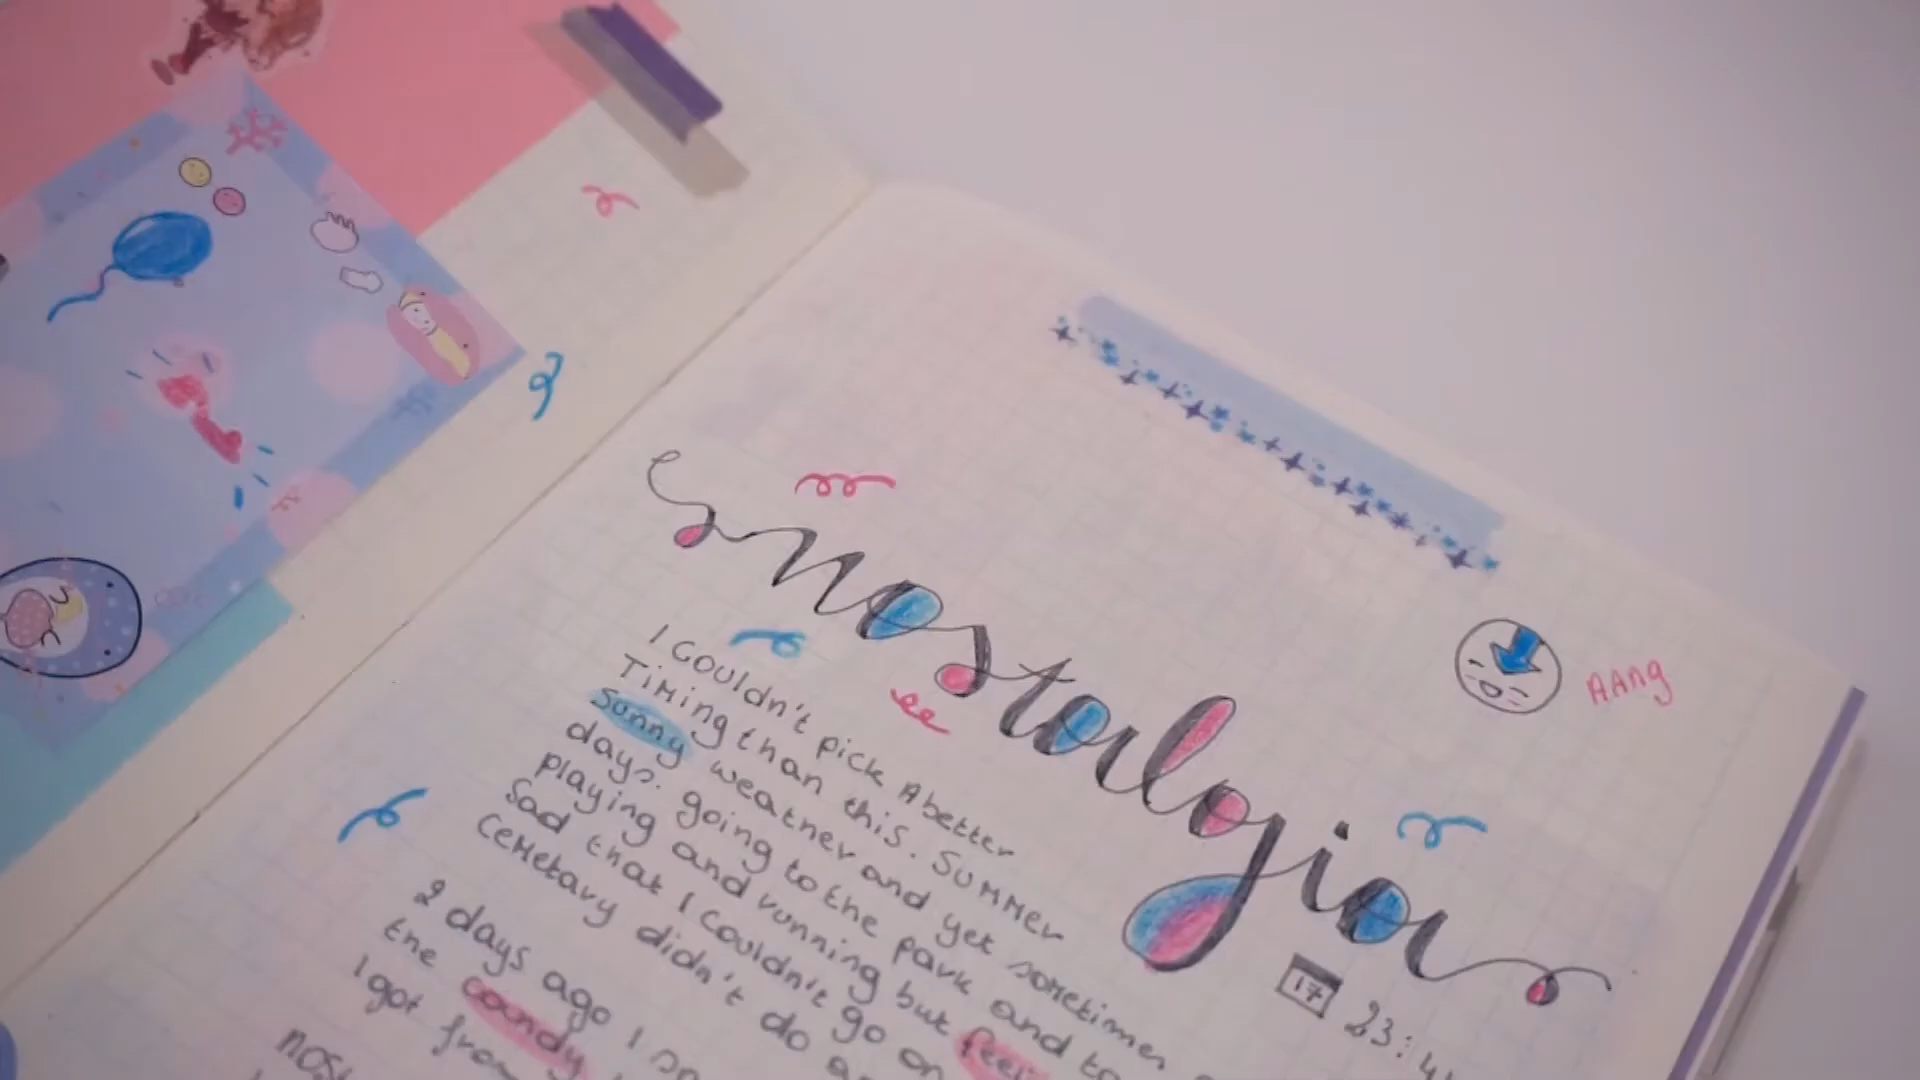 nostalgia
AAng
17
23:4
I couldn't pick A better
Timing than this. Summer
Sunny weather and yet sometimes
days. going to the park and to
playing and running but feei
Sad that I couldn't go on
cemetary didn't do
2 days ago I
the candy
I got from